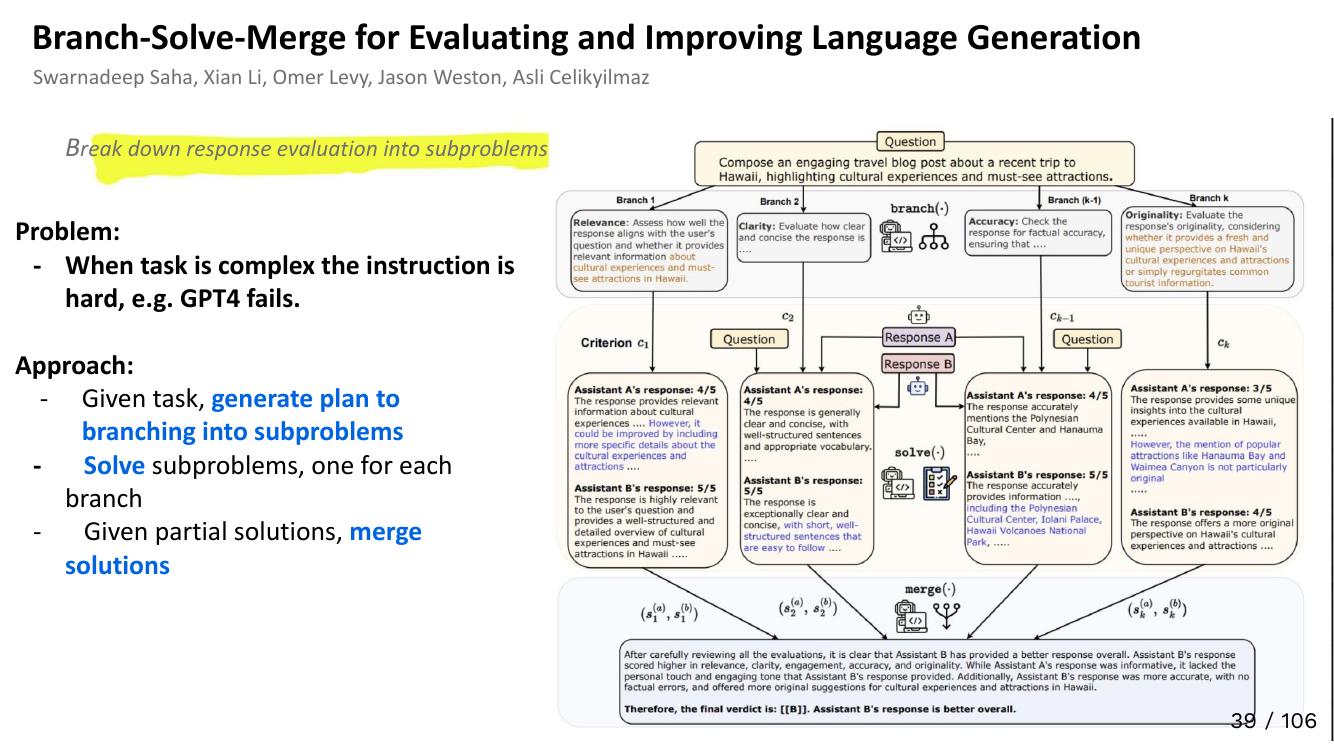 Branch-Solve-Merge for Evaluating and Improving Language Generation
Swarnadeep Saha, Xian Li, Omer Levy, Jason Weston, Asli Celikyilmaz
Break down response evaluation into subproblems
Problem:
- When task is complex the instruction is
hard, e.g. GPT4 fails.
Approach:
- Given task, generate plan to
branching into subproblems
- Solve subproblems, one for each
branch
- Given partial solutions, merge
solutions
Question
Compose an engaging travel blog post about a recent trip to
Hawaii, highlighting cultural experiences and must-see attractions.
Branch 1
Branch 2
branch(·)
Branch (k-1)
Branch k
Relevance: Assess how well the
response aligns with the user's
question and whether it provides
relevant information about
cultural experiences and must-
see attractions in Hawaii.
Clarity: Evaluate how clear
and concise the response is
....
Accuracy: Check the
response for factual accuracy,
ensuring that ....
Originality: Evaluate the
response's originality, considering
whether it provides a fresh and
unique perspective on Hawaii's
cultural experiences and attractions
or simply regurgitates common
tourist information.
Criterion c₁
c₂
cₖ₋₁
cₖ
Question
Response A
Response B
Question
Assistant A's response: 4/5
The response provides relevant
information about cultural
experiences .... However, it
could be improved by including
more specific details about the
cultural experiences and
attractions ....
Assistant B's response: 5/5
The response is highly relevant
to the user's question and
provides a well-structured and
detailed overview of cultural
experiences and must-see
attractions in Hawaii .....
Assistant A's response:
4/5
The response is generally
clear and concise, with
well-structured sentences
and appropriate vocabulary.
....
Assistant B's response:
5/5
The response is
exceptionally clear and
concise, with short, well-
structured sentences that
are easy to follow ....
solve(·)
Assistant A's response: 4/5
The response accurately
mentions the Polynesian
Cultural Center and Hanauma
Bay,
....
Assistant B's response: 5/5
The response accurately
provides information ....,
including the Polynesian
Cultural Center, Iolani Palace,
Hawaii Volcanoes National
Park, .....
Assistant A's response: 3/5
The response provides some unique
insights into the cultural
experiences available in Hawaii,
.....
However, the mention of popular
attractions like Hanauma Bay and
Waimea Canyon is not particularly
original
.....
Assistant B's response: 4/5
The response offers a more original
perspective on Hawaii's cultural
experiences and attractions ....
merge(·)
(s₁⁽ᵃ⁾, s₁⁽ᵇ⁾)
(s₂⁽ᵃ⁾, s₂⁽ᵇ⁾)
(sₖ⁽ᵃ⁾, sₖ⁽ᵇ⁾)
After carefully reviewing all the evaluations, it is clear that Assistant B has provided a better response overall. Assistant B's response
scored higher in relevance, clarity, engagement, accuracy, and originality. While Assistant A's response was informative, it lacked the
personal touch and engaging tone that Assistant B's response provided. Additionally, Assistant B's response was more accurate, with no
factual errors, and offered more original suggestions for cultural experiences and attractions in Hawaii.
Therefore, the final verdict is: [[B]]. Assistant B's response is better overall.
39 / 106